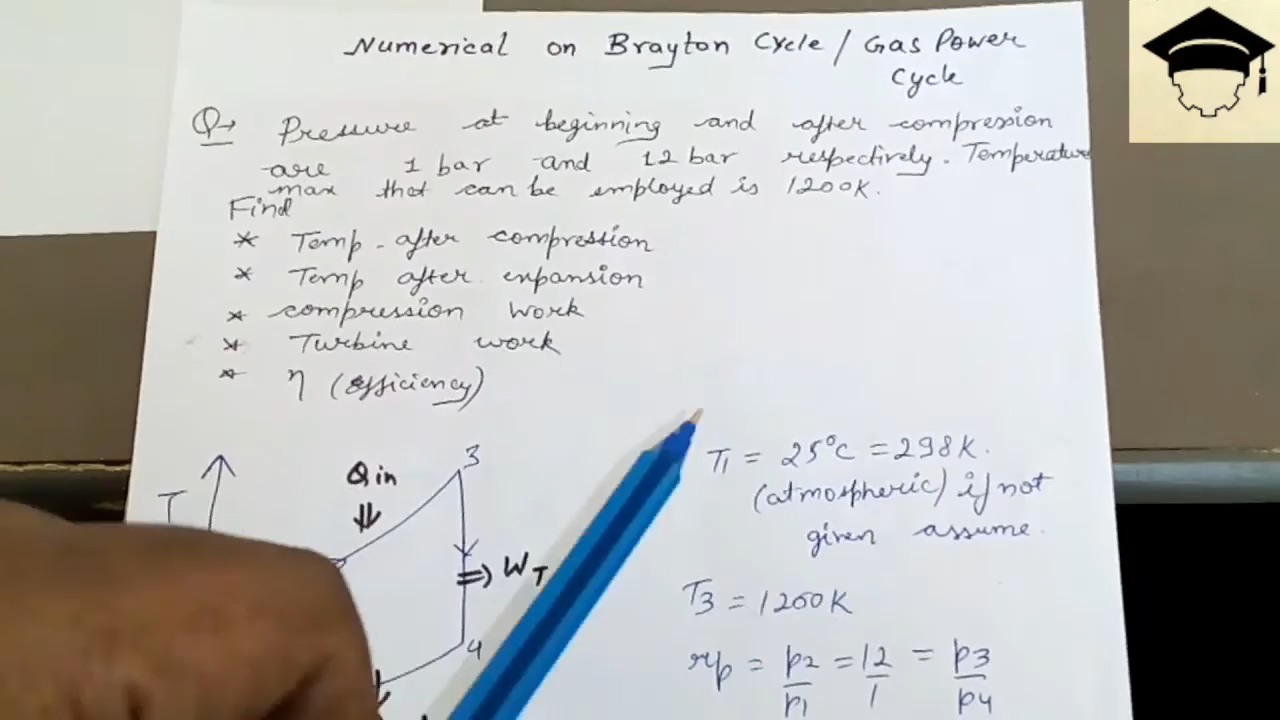 Numerical on Brayton Cycle / Gas Power
Cycle
Q→ Pressure at beginning and after compression
are 1 bar and 12 bar respectively. Temperature
max that can be employed is 1200K.
Find
* Temp. after compression
* Temp after expansion
* compression work
* Turbine work
* η (efficiency)
T
Q in
3
W T
4
T1 = 25°C = 298K.
(atmospheric) if not
given assume.
T3 = 1200K
rp = p2/p1 = 12/1 = p3/p4